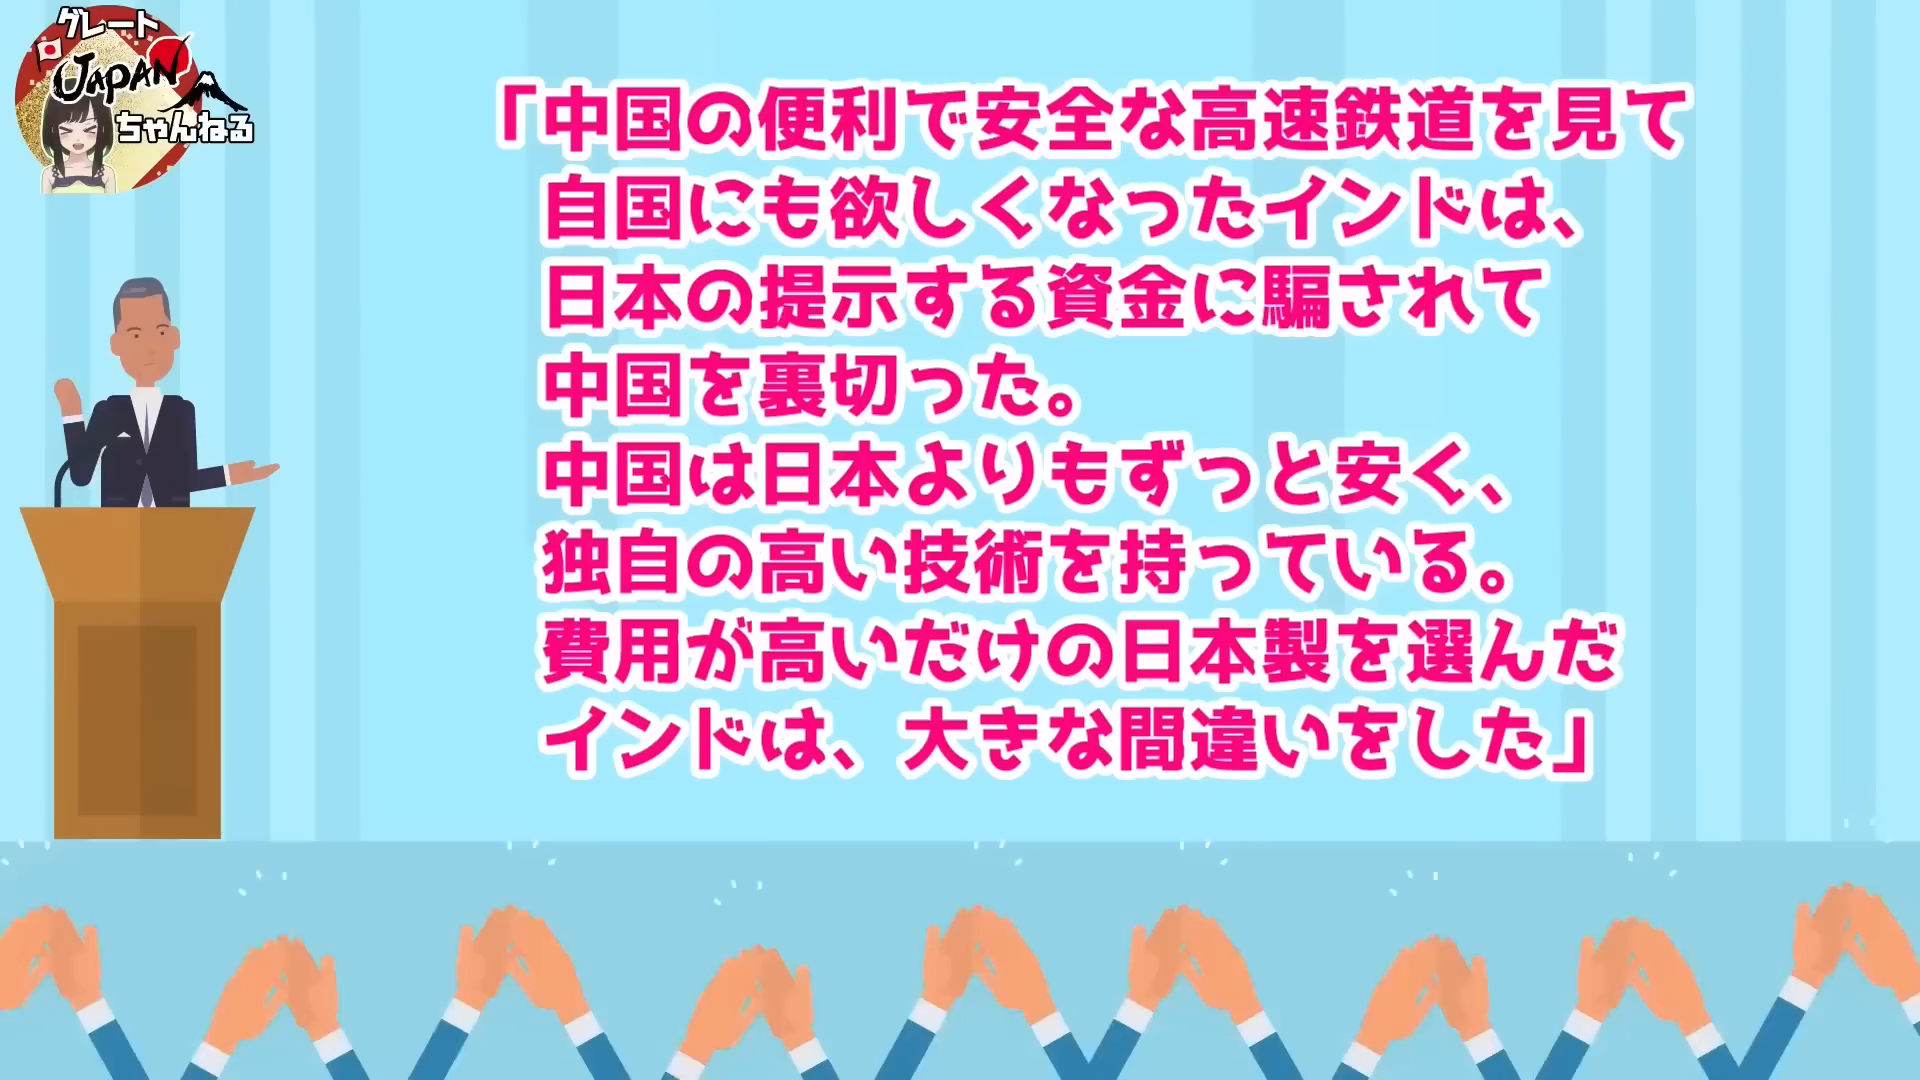 グレート
JAPAN
ちゃんねる
「中国の便利で安全な高速鉄道を見て
自国にも欲しくなったインドは、
日本の提示する資金に騙されて
中国を裏切った。
中国は日本よりもずっと安く、
独自の高い技術を持っている。
費用が高いだけの日本製を選んだ
インドは、大きな間違いをした」